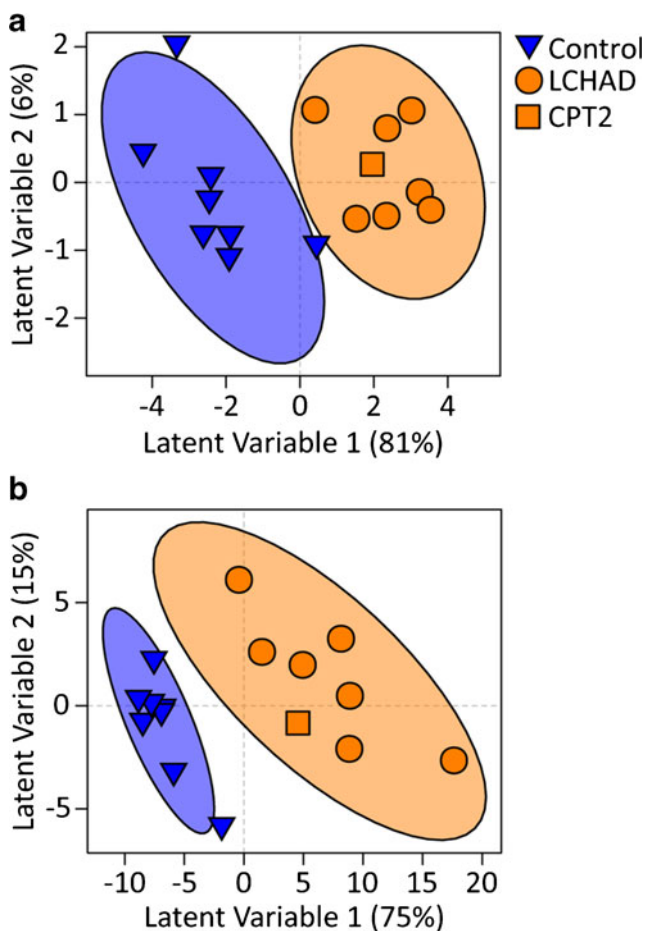 a
Control
LCHAD
CPT2
Latent Variable 2 (6%)
2
1
0
-1
-2
-4 -2 0 2 4
Latent Variable 1 (81%)
b
Latent Variable 2 (15%)
5
0
-5
-10 -5 0 5 10 15 20
Latent Variable 1 (75%)